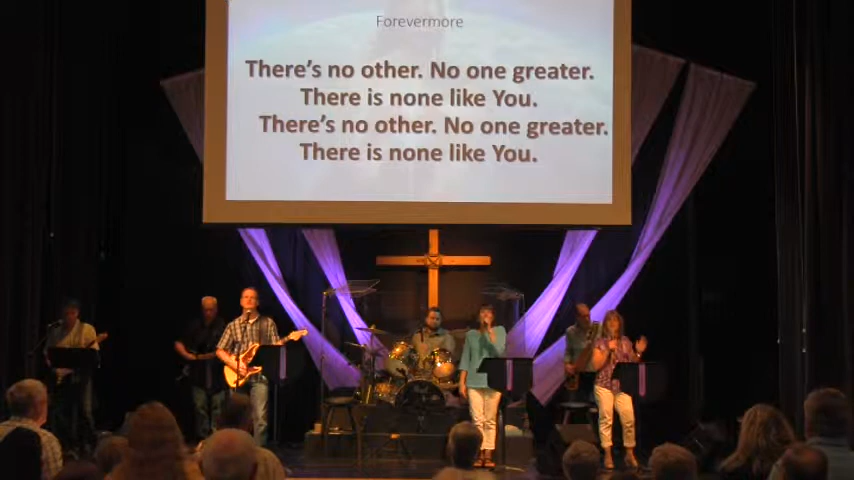 Forevermore
There's no other. No one greater.
There is none like You.
There's no other. No one greater.
There is none like You.